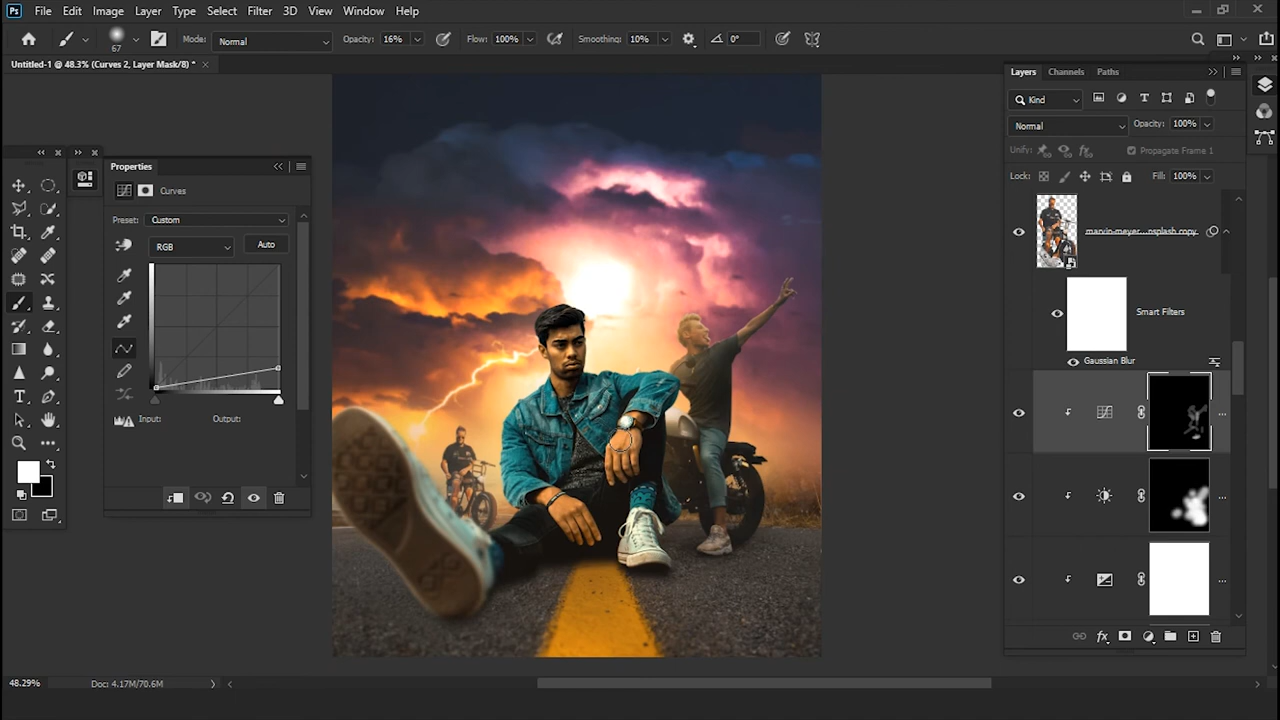 Ps File Edit Image Layer Type Select Filter 3D View Window Help
67 Mode: Normal Opacity: 16% Flow: 100% Smoothing: 10% 0°
Untitled-1 @ 48.3% (Curves 2, Layer Mask/8) *
Properties
Curves
Preset: Custom
RGB Auto
Input: Output:
Layers Channels Paths
Kind
Normal Opacity: 100%
Unify: Propagate Frame 1
Lock: Fill: 100%
marvin-meyer...nsplash copy
Smart Filters
Gaussian Blur
fx
48.29% Doc: 4.17M/70.6M